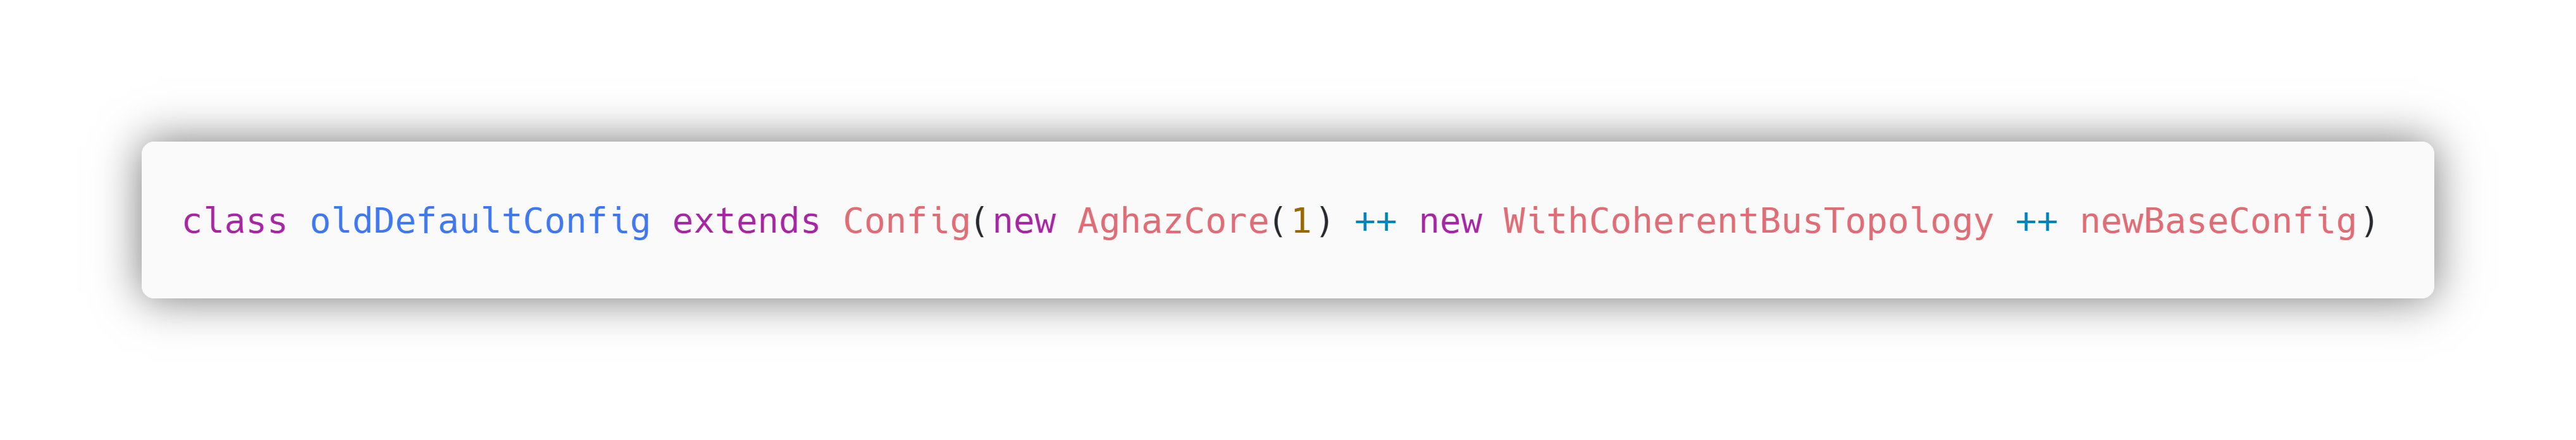 class oldDefaultConfig extends Config(new AghazCore(1) ++ new WithCoherentBusTopology ++ newBaseConfig)